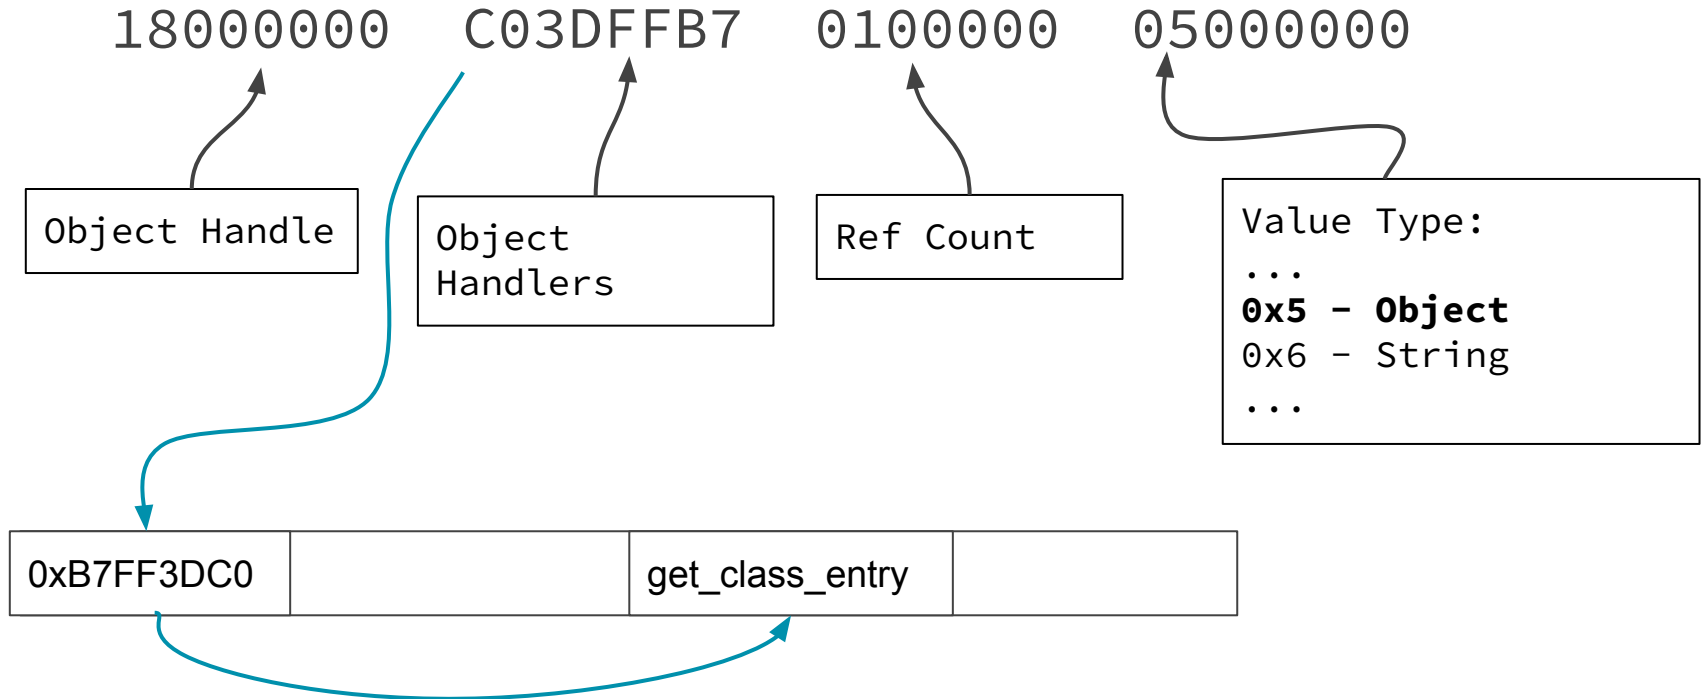 18000000 C03DFFB7 0100000 05000000
Object Handle
Object
Handlers
Ref Count
Value Type:
...
0x5 – Object
0x6 – String
...
0xB7FF3DC0
get_class_entry